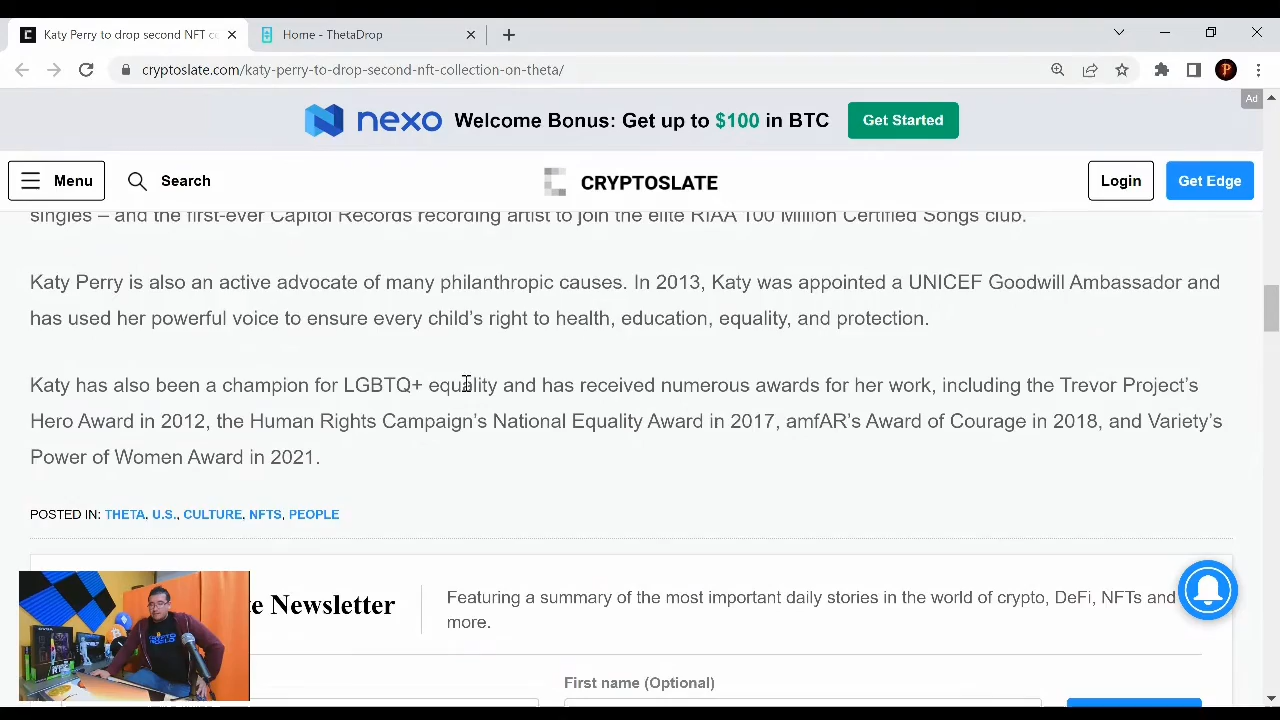 Katy Perry to drop second NFT co
Home - ThetaDrop
cryptoslate.com/katy-perry-to-drop-second-nft-collection-on-theta/
Ad
nexo Welcome Bonus: Get up to $100 in BTC Get Started
Menu Search CRYPTOSLATE Login Get Edge
singles – and the first-ever Capitol Records recording artist to join the elite RIAA 100 Million Certified Songs club.
Katy Perry is also an active advocate of many philanthropic causes. In 2013, Katy was appointed a UNICEF Goodwill Ambassador and
has used her powerful voice to ensure every child's right to health, education, equality, and protection.
Katy has also been a champion for LGBTQ+ equality and has received numerous awards for her work, including the Trevor Project's
Hero Award in 2012, the Human Rights Campaign's National Equality Award in 2017, amfAR's Award of Courage in 2018, and Variety's
Power of Women Award in 2021.
POSTED IN: THETA, U.S., CULTURE, NFTS, PEOPLE
Newsletter
Featuring a summary of the most important daily stories in the world of crypto, DeFi, NFTs and
more.
First name (Optional)